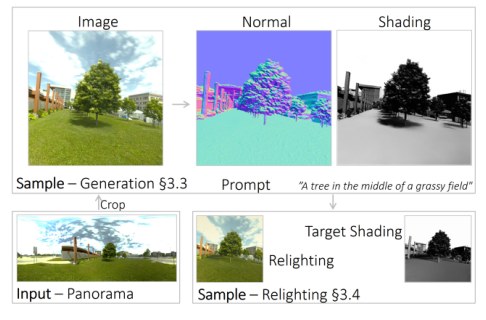 Image
Normal
Shading
Sample – Generation §3.3
Prompt
"A tree in the middle of a grassy field"
Crop
Input – Panorama
Relighting
Target Shading
Sample – Relighting §3.4